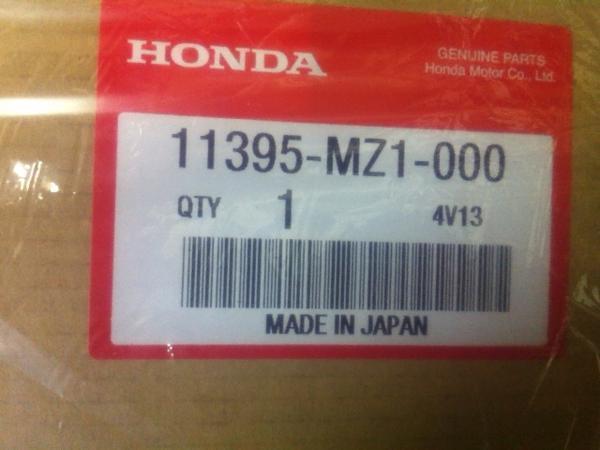 HONDA
GENUINE PARTS
Honda Motor Co., Ltd.
11395-MZ1-000
QTY 1 4V13
MADE IN JAPAN